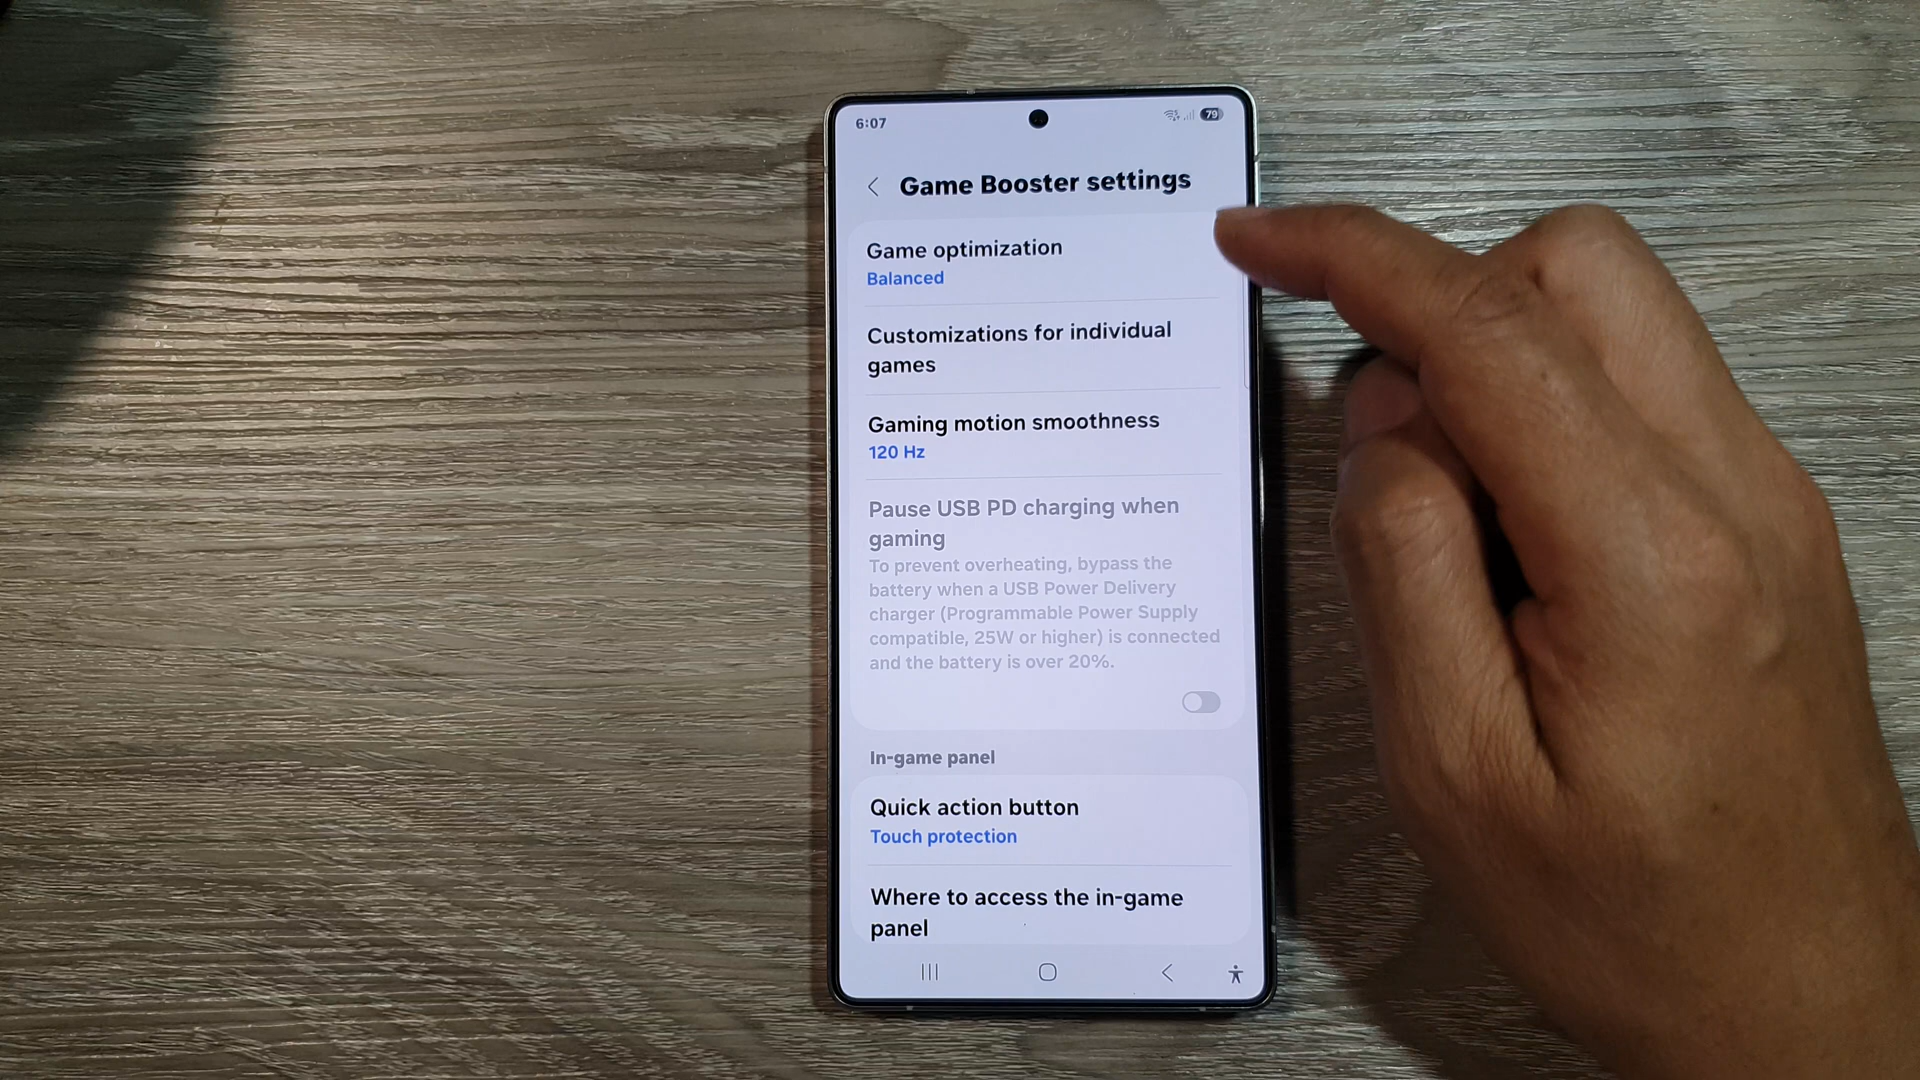 6:07
79
Game Booster settings
Game optimization
Balanced
Customizations for individual
games
Gaming motion smoothness
120 Hz
Pause USB PD charging when
gaming
To prevent overheating, bypass the
battery when a USB Power Delivery
charger (Programmable Power Supply
compatible, 25W or higher) is connected
and the battery is over 20%.
In-game panel
Quick action button
Touch protection
Where to access the in-game
panel